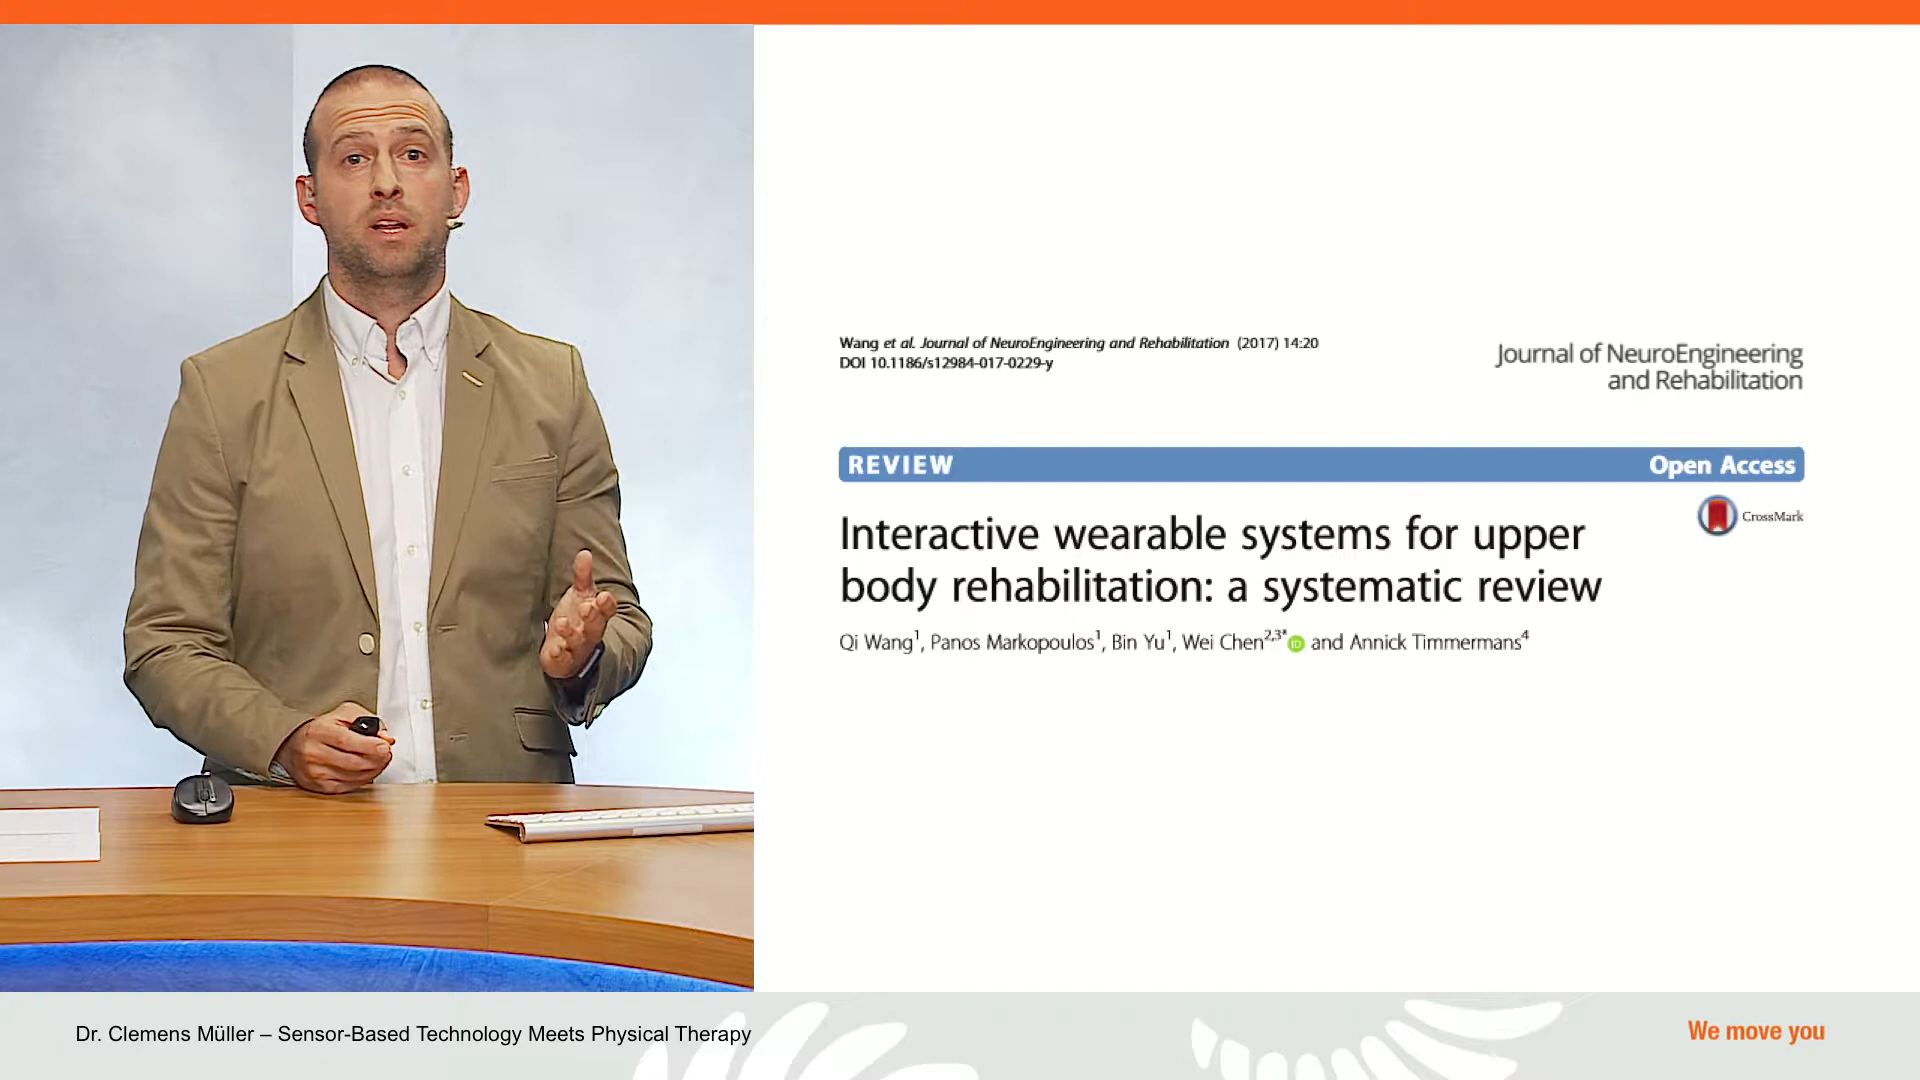 Wang et al. Journal of NeuroEngineering and Rehabilitation (2017) 14:20
DOI 10.1186/s12984-017-0229-y
Journal of NeuroEngineering
and Rehabilitation
REVIEW
Open Access
CrossMark
Interactive wearable systems for upper
body rehabilitation: a systematic review
Qi Wang1, Panos Markopoulos1, Bin Yu1, Wei Chen2,3* iD and Annick Timmermans4
Dr. Clemens Müller – Sensor-Based Technology Meets Physical Therapy
We move you